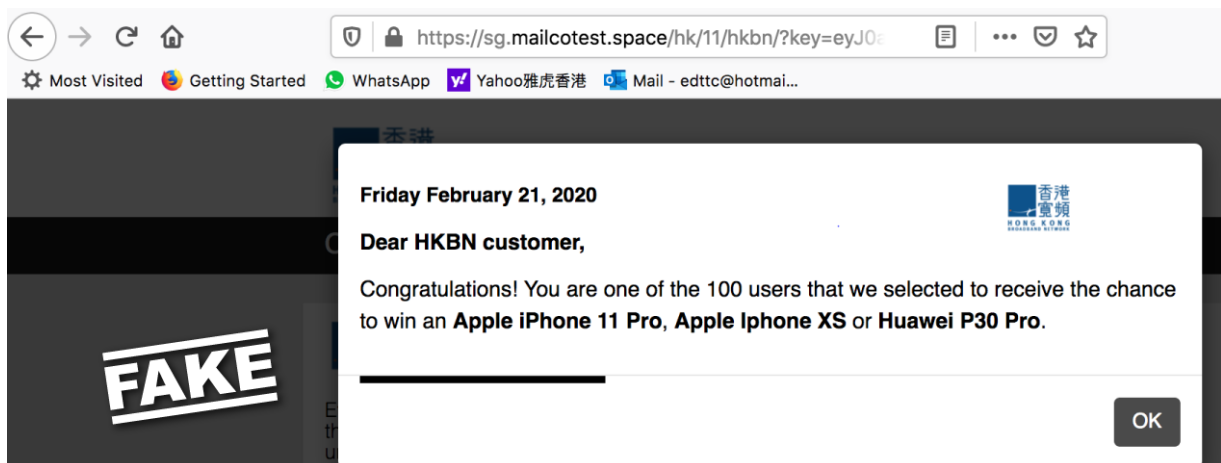 https://sg.mailcotest.space/hk/11/hkbn/?key=eyJ0
Most Visited Getting Started WhatsApp Yahoo雅虎香港 Mail - edttc@hotmai...
香港
Friday February 21, 2020
香港
寬頻
HONG KONG
BROADBAND NETWORK
Dear HKBN customer,
Congratulations! You are one of the 100 users that we selected to receive the chance
to win an Apple iPhone 11 Pro, Apple Iphone XS or Huawei P30 Pro.
FAKE
OK